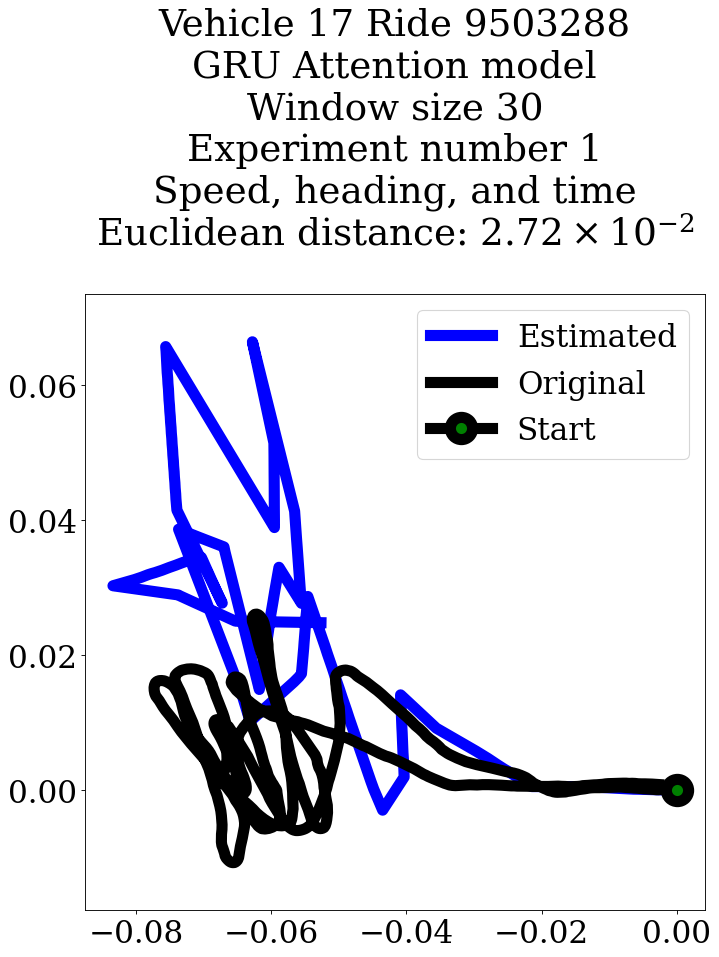 Vehicle 17 Ride 9503288
GRU Attention model
Window size 30
Experiment number 1
Speed, heading, and time
Euclidean distance: 2.72 × 10⁻²
Estimated
Original
Start
0.06
0.04
0.02
0.00
−0.08 −0.06 −0.04 −0.02 0.00